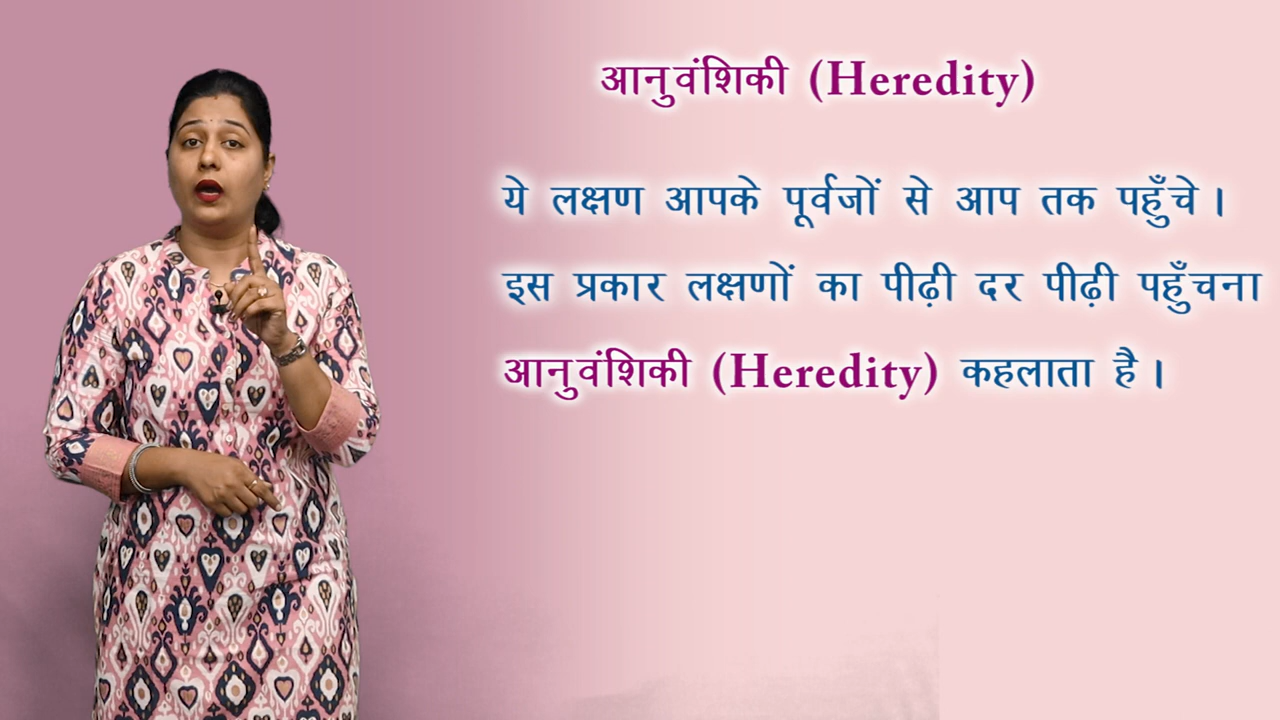 आनुवंशिकी (Heredity)
ये लक्षण आपके पूर्वजों से आप तक पहुँचे ।
इस प्रकार लक्षणों का पीढ़ी दर पीढ़ी पहुँचना
आनुवंशिकी (Heredity) कहलाता है ।